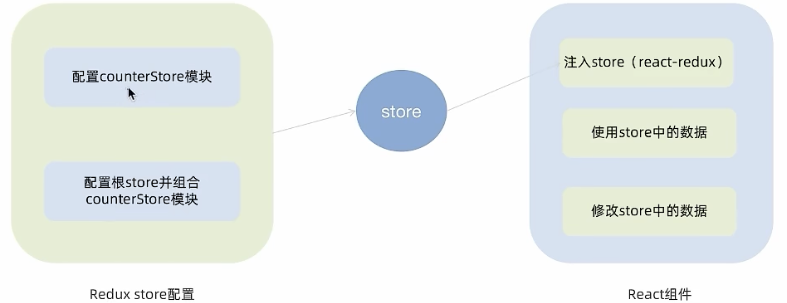 配置counterStore模块
配置根store并组合
counterStore模块
Redux store配置
store
注入store（react-redux）
使用store中的数据
修改store中的数据
React组件